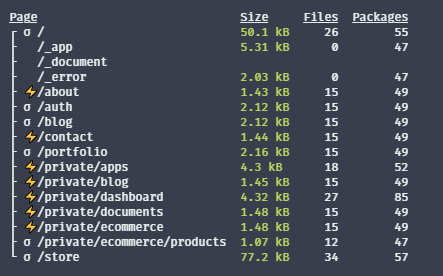 Page Size Files Packages
┌ σ / 50.1 kB 26 55
├ /_app 5.31 kB 0 47
├ /_document
├ /_error 2.03 kB 0 47
├ ⚡/about 1.43 kB 15 49
├ σ /auth 2.12 kB 15 49
├ σ /blog 2.12 kB 15 49
├ ⚡/contact 1.44 kB 15 49
├ σ /portfolio 2.16 kB 15 49
├ ⚡/private/apps 4.3 kB 18 52
├ ⚡/private/blog 1.45 kB 15 49
├ ⚡/private/dashboard 4.32 kB 27 85
├ ⚡/private/documents 1.48 kB 15 49
├ ⚡/private/ecommerce 1.48 kB 15 49
├ σ /private/ecommerce/products 1.07 kB 12 47
└ σ /store 77.2 kB 34 57